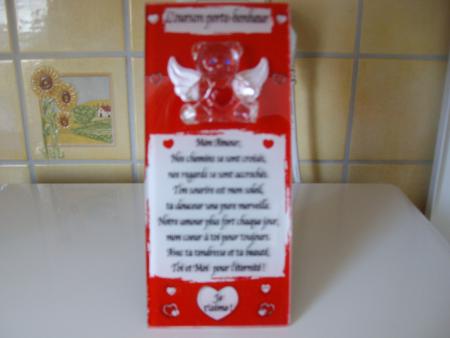 L'ourson porte-bonheur
Mon Amour,
Nos chemins se sont croisés,
nos regards se sont accrochés.
Ton sourire est mon soleil,
ta douceur une pure merveille.
Notre amour plus fort chaque jour,
mon coeur à toi pour toujours.
Avec ta tendresse et ta beauté,
Toi et Moi pour l'éternité !
Je
t'aime !